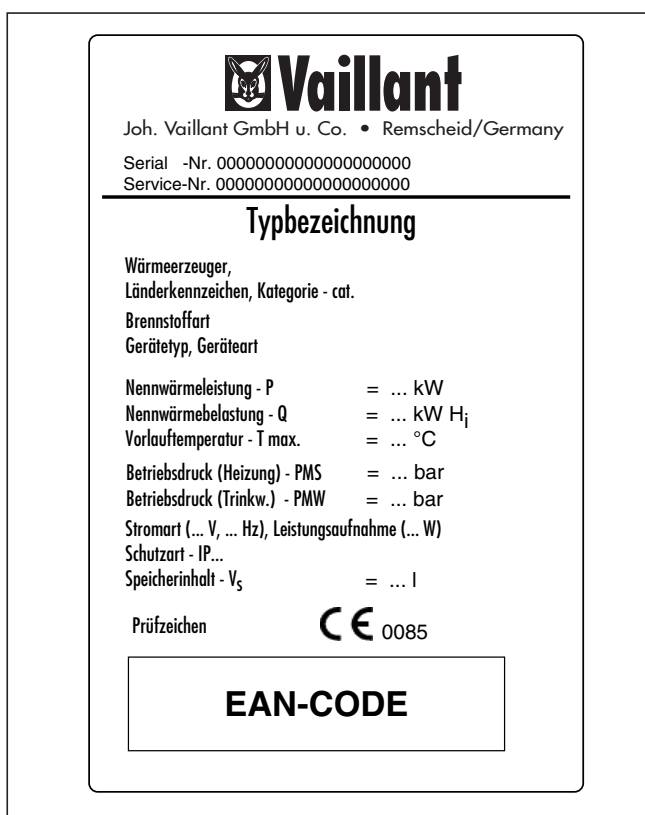 Vaillant
Joh. Vaillant GmbH u. Co. • Remscheid/Germany
Serial -Nr. 00000000000000000000
Service-Nr. 00000000000000000000
Typbezeichnung
Wärmeerzeuger,
Länderkennzeichen, Kategorie - cat.
Brennstoffart
Gerätetyp, Geräteart
Nennwärmeleistung - P = ... kW
Nennwärmebelastung - Q = ... kW Hi
Vorlauftemperatur - T max. = ... °C
Betriebsdruck (Heizung) - PMS = ... bar
Betriebsdruck (Trinkw.) - PMW = ... bar
Stromart (... V, ... Hz), Leistungsaufnahme (... W)
Schutzart - IP...
Speicherinhalt - Vs = ... l
Prüfzeichen CE 0085
EAN-CODE